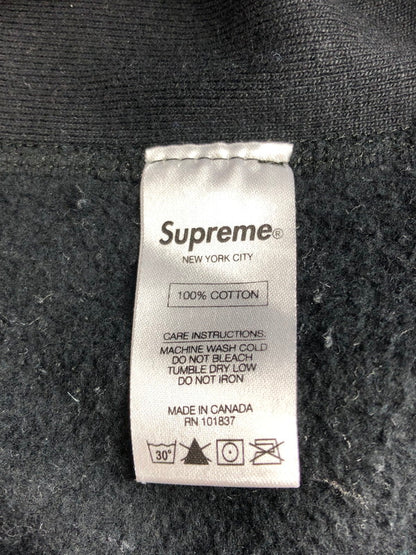 Supreme®
NEW YORK CITY
100% COTTON
CARE INSTRUCTIONS:
MACHINE WASH COLD
DO NOT BLEACH
TUMBLE DRY LOW
DO NOT IRON
MADE IN CANADA
RN 101837
30°